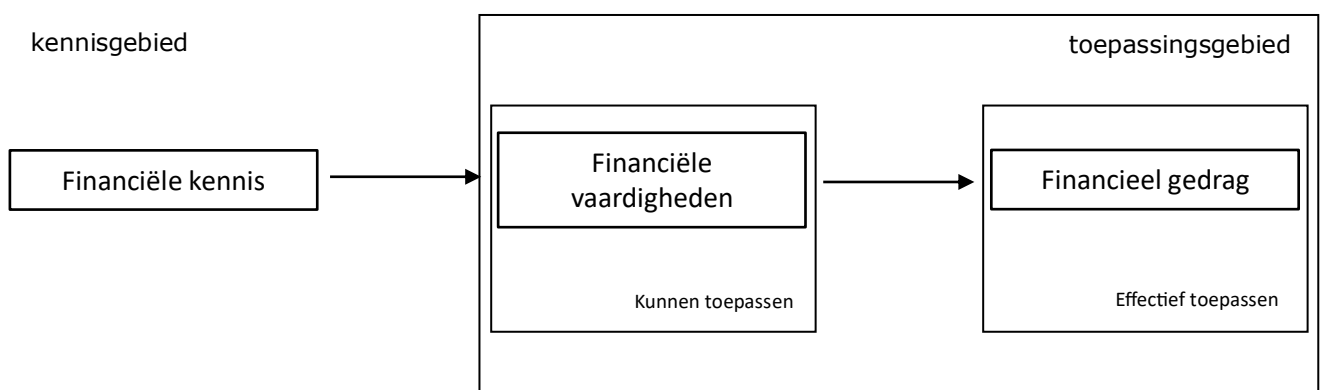 kennisgebied
toepassingsgebied
Financiële kennis
Financiële
vaardigheden
Financieel gedrag
Kunnen toepassen
Effectief toepassen